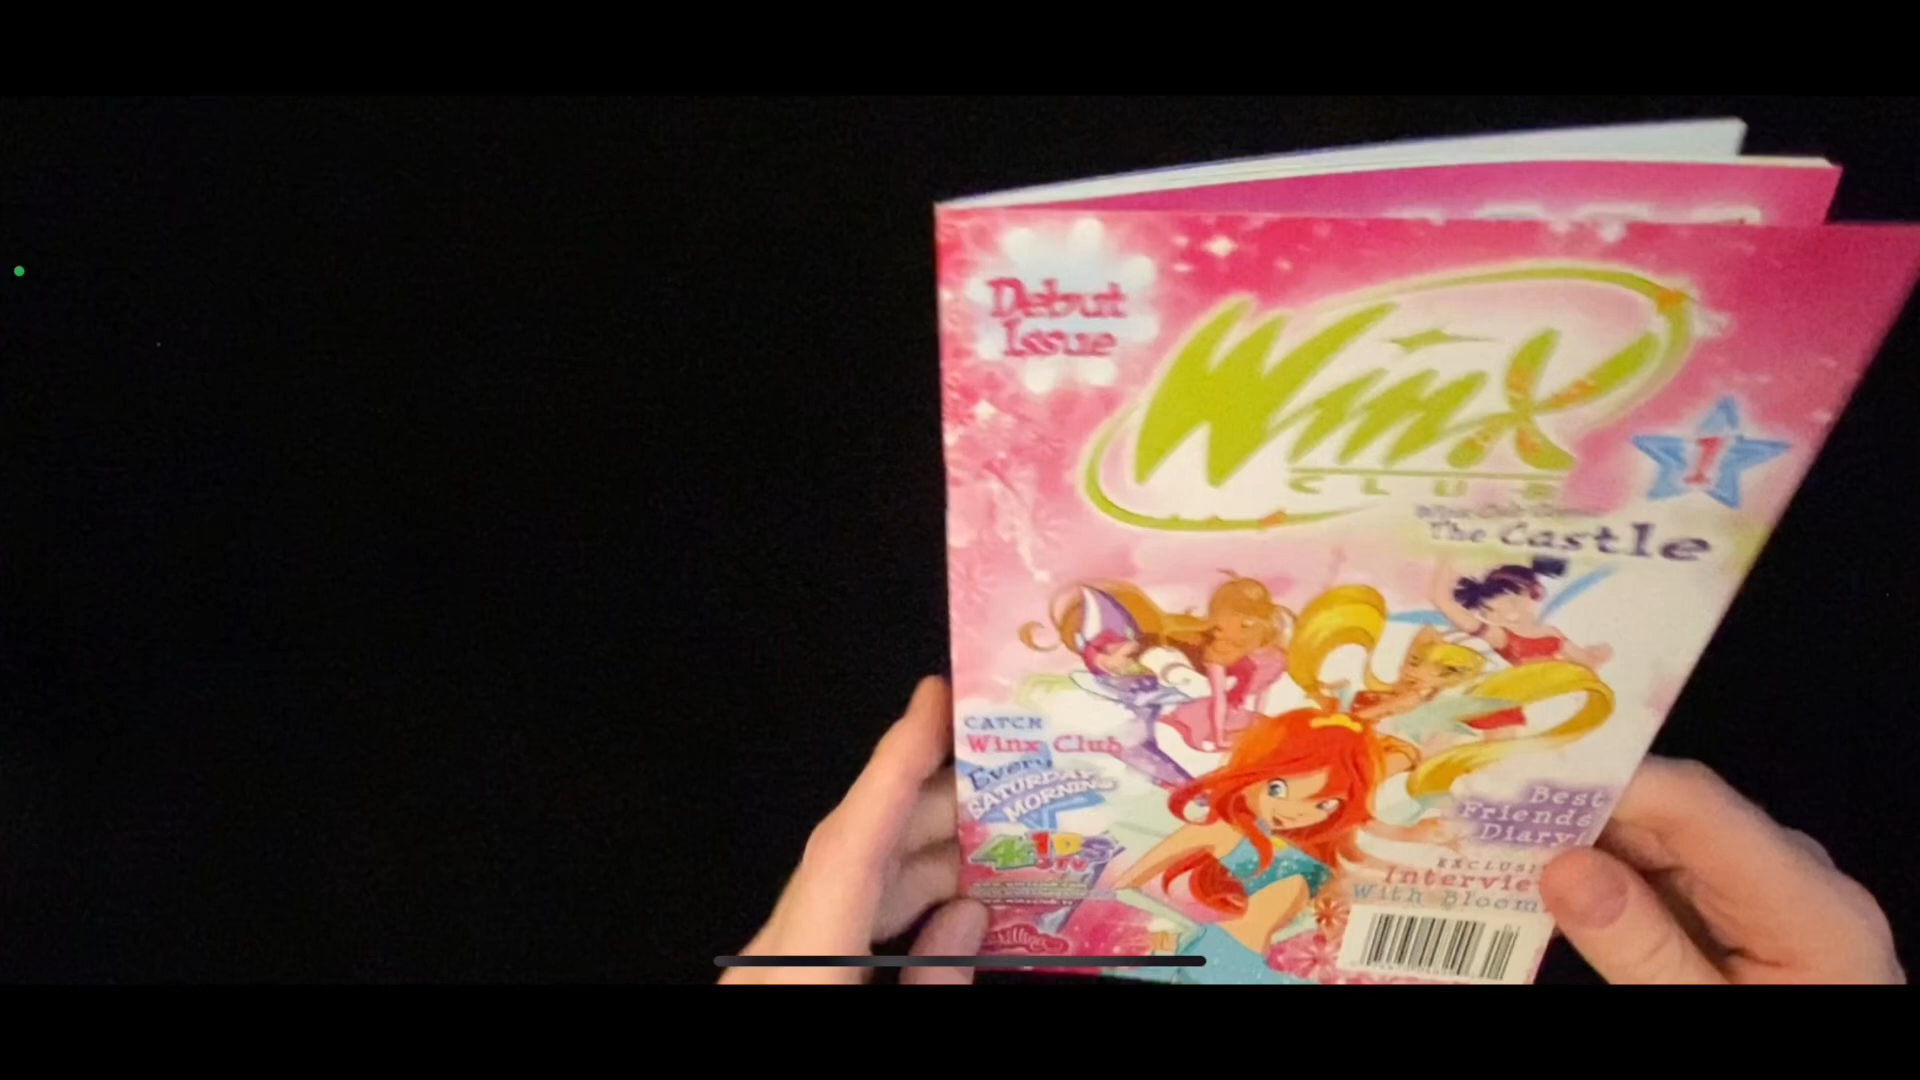 Debut
Issue
Winx
CLUB
1
The Castle
CATCH
Winx Club
Every
SATURDAY
MORNING
4KiDS
TV
Best
Friends
Diary!
Interview
With Bloom